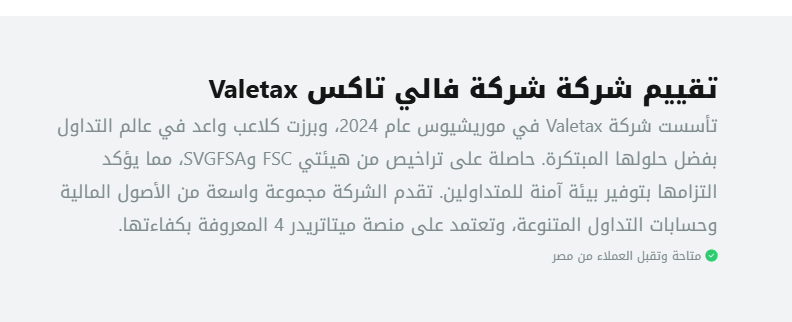 تقييم شركة شركة فالي تاكس Valetax
تأسست شركة Valetax في موريشيوس عام 2024، وبرزت كلاعب واعد في عالم التداول
بفضل حلولها المبتكرة. حاصلة على تراخيص من هيئتي FSC وSVGFSA، مما يؤكد
التزامها بتوفير بيئة آمنة للمتداولين. تقدم الشركة مجموعة واسعة من الأصول المالية
وحسابات التداول المتنوعة، وتعتمد على منصة ميتاتريدر 4 المعروفة بكفاءتها.
متاحة وتقبل العملاء من مصر